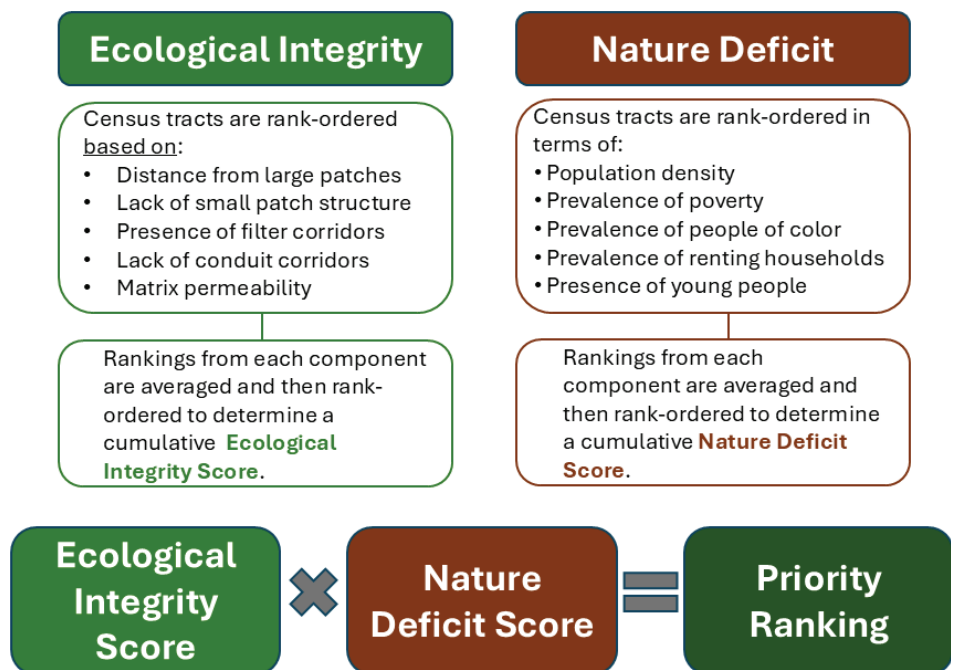 Ecological Integrity
Census tracts are rank-ordered
based on:
• Distance from large patches
• Lack of small patch structure
• Presence of filter corridors
• Lack of conduit corridors
• Matrix permeability
Rankings from each component
are averaged and then rank-
ordered to determine a
cumulative Ecological
Integrity Score.
Nature Deficit
Census tracts are rank-ordered in
terms of:
• Population density
• Prevalence of poverty
• Prevalence of people of color
• Prevalence of renting households
• Presence of young people
Rankings from each
component are averaged and
then rank-ordered to determine
a cumulative Nature Deficit
Score.
Ecological
Integrity
Score
Nature
Deficit Score
Priority
Ranking